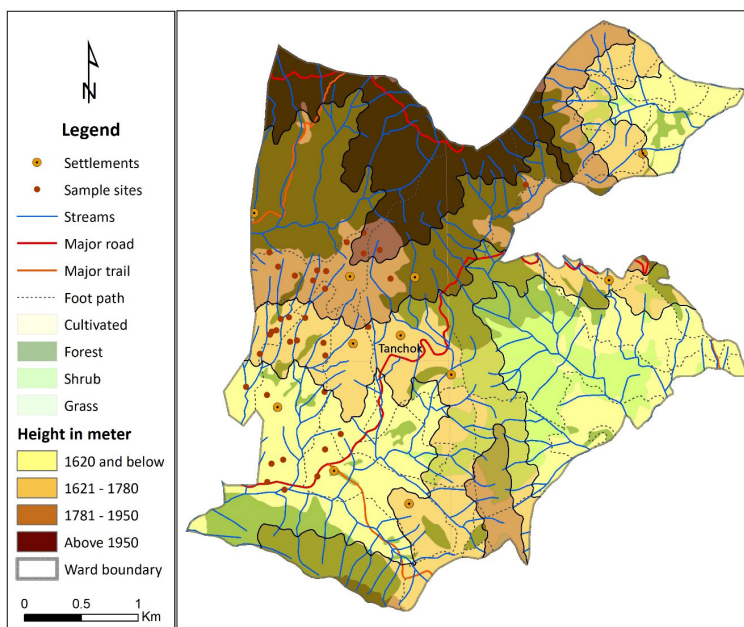 Legend
Settlements
Sample sites
Streams
Major road
Major trail
Foot path
Cultivated
Forest
Shrub
Grass
Height in meter
1620 and below
1621 - 1780
1781 - 1950
Above 1950
Ward boundary
0 0.5 1
Km
Tanchok